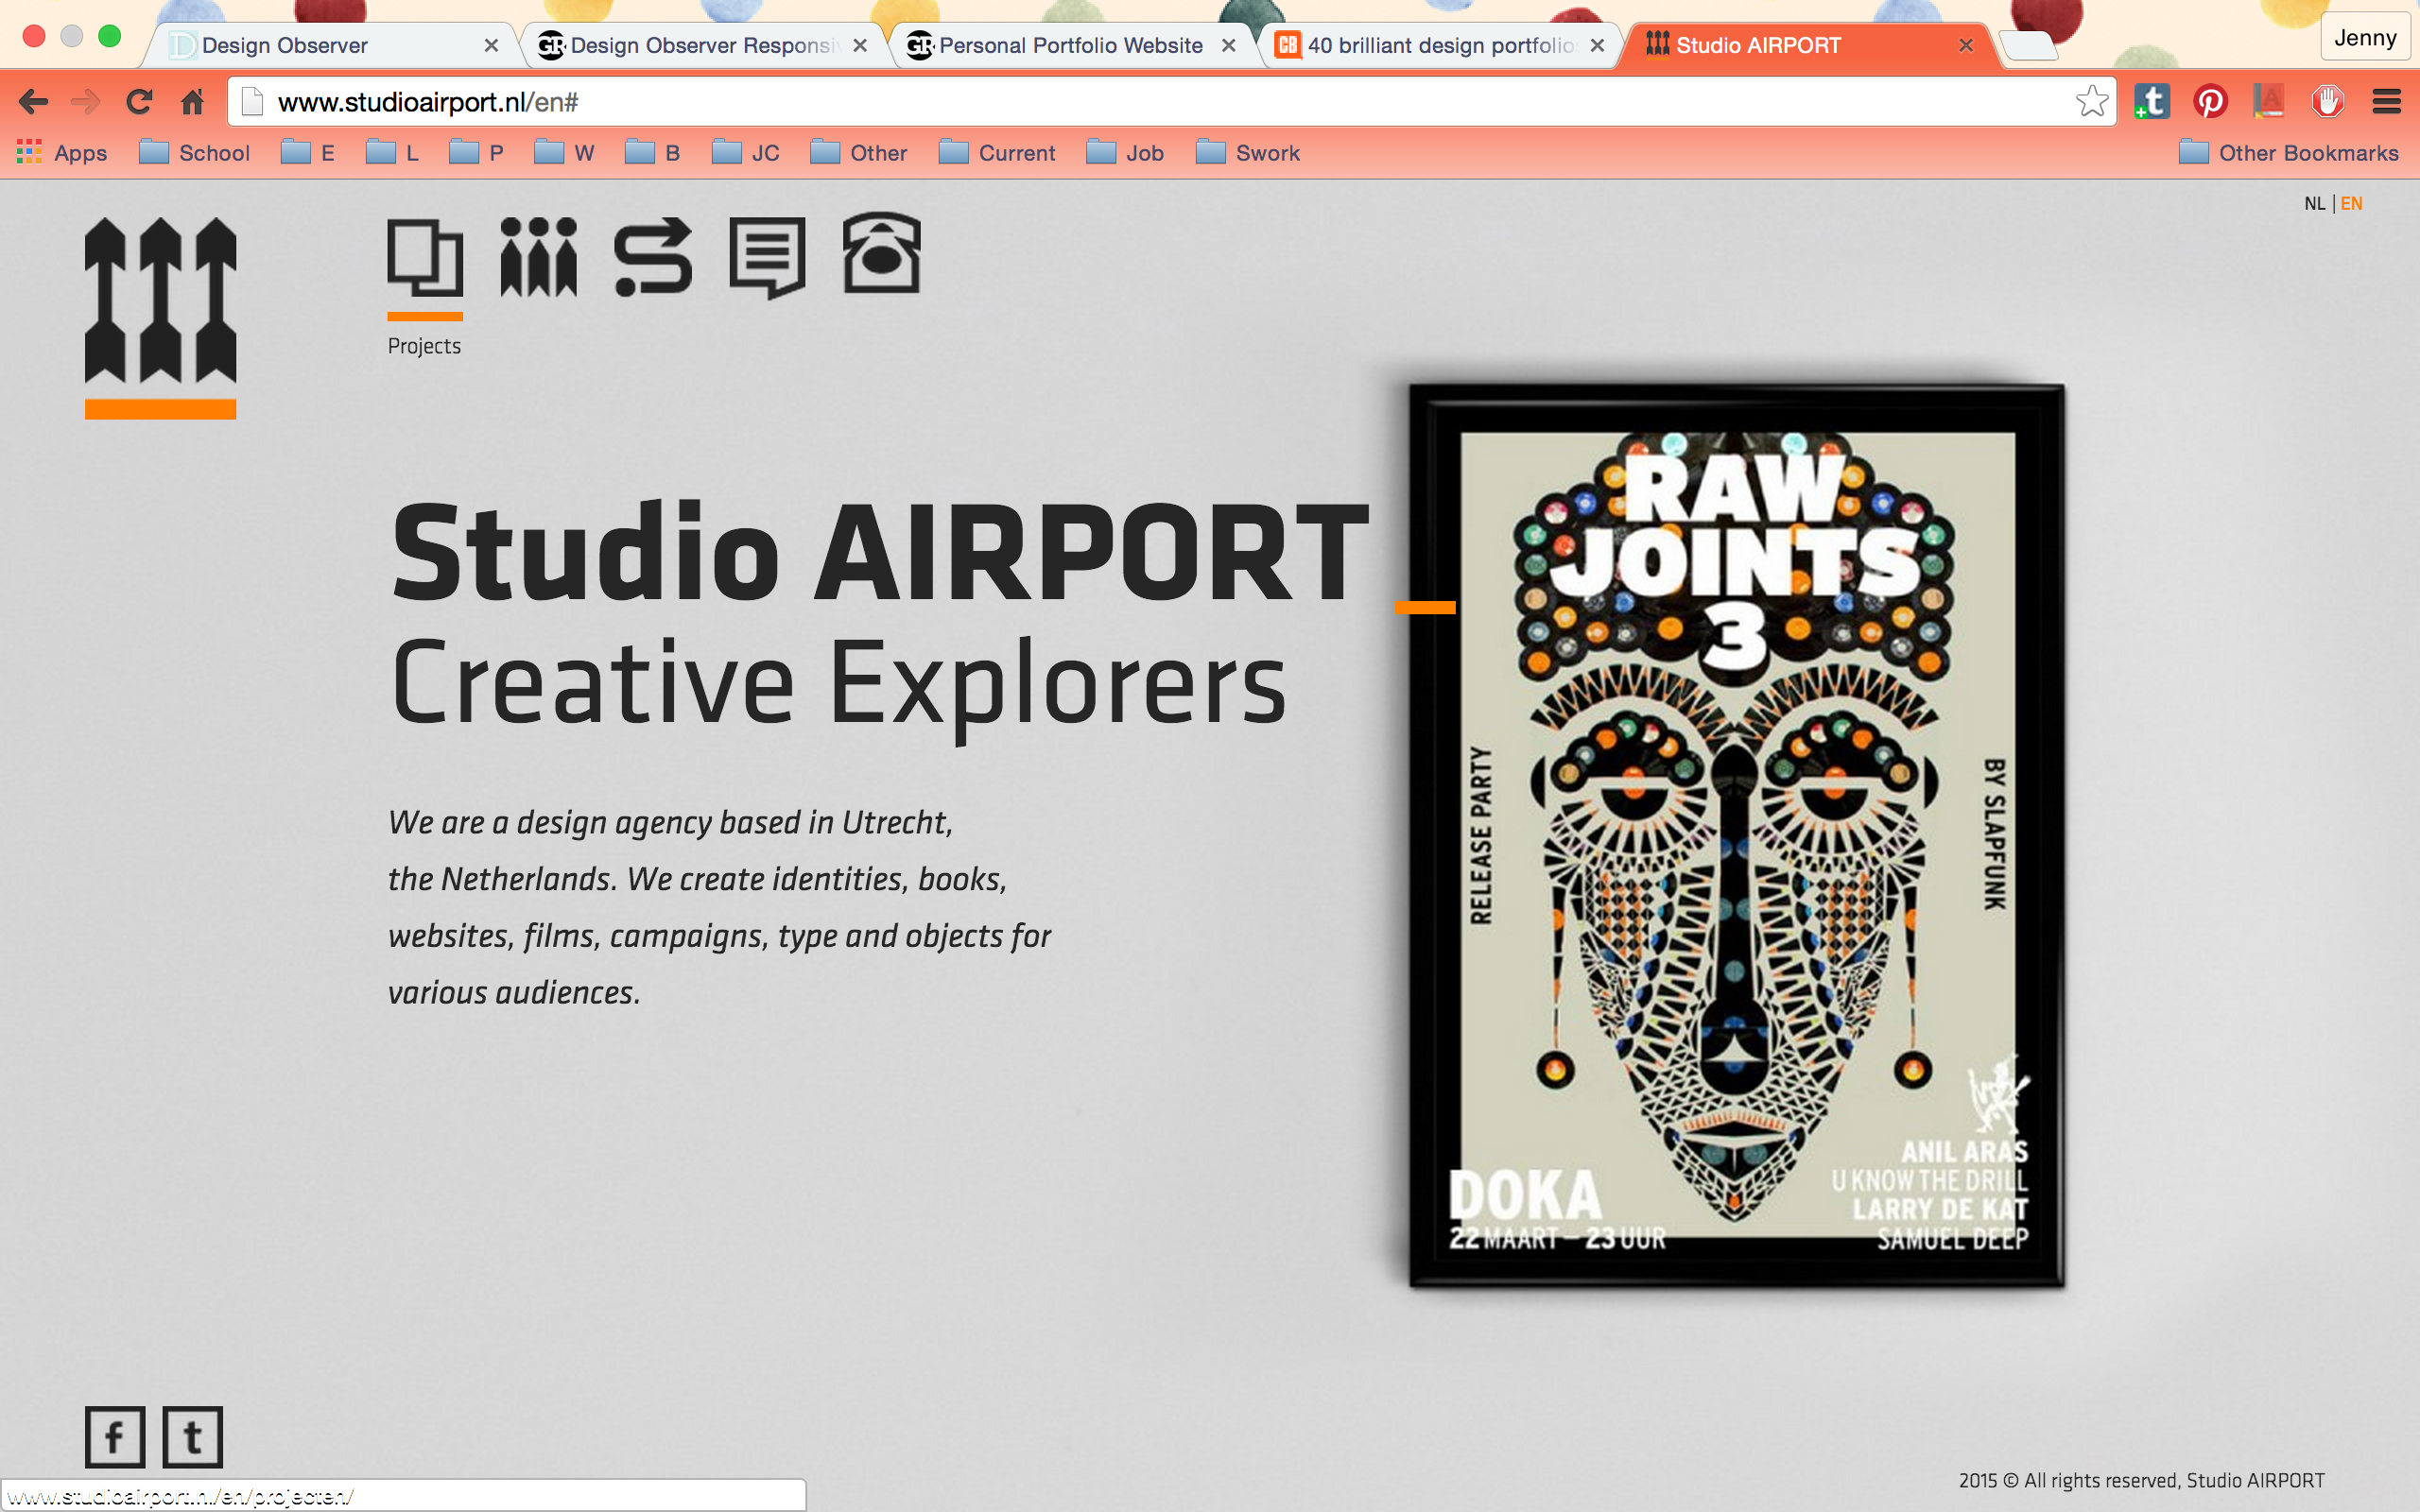 Design Observer
Design Observer Responsi
Personal Portfolio Website
40 brilliant design portfolio
Studio AIRPORT
Jenny
www.studioairport.nl/en#
Apps
School
E
L
P
W
B
JC
Other
Current
Job
Swork
Other Bookmarks
NL | EN
Projects
Studio AIRPORT_
Creative Explorers
We are a design agency based in Utrecht,
the Netherlands. We create identities, books,
websites, films, campaigns, type and objects for
various audiences.
RAW
JOINTS
3
RELEASE PARTY
BY SLAPFUNK
DOKA
22 MAART – 23 UUR
ANIL ARAS
U KNOW THE DRILL
LARRY DE KAT
SAMUEL DEEP
f
t
www.studioairport.nl/en/projecten/
2015 © All rights reserved, Studio AIRPORT